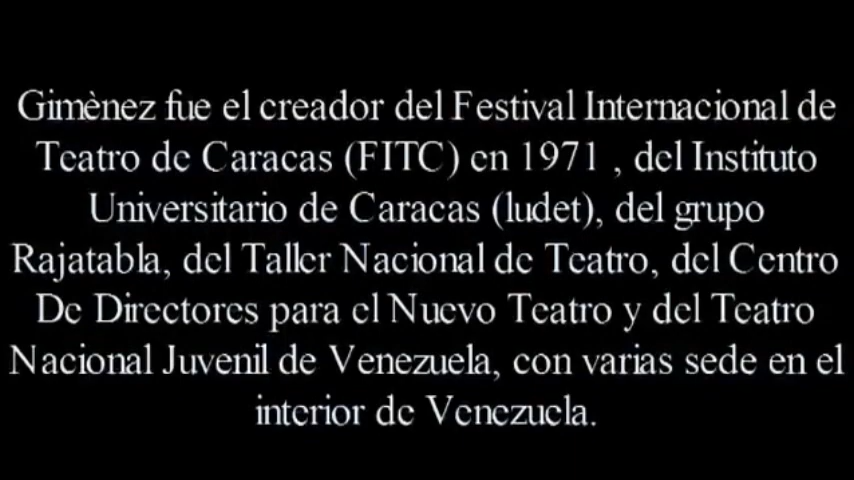 Gimènez fue el creador del Festival Internacional de
Teatro de Caracas (FITC) en 1971 , del Instituto
Universitario de Caracas (Iudet), del grupo
Rajatabla, del Taller Nacional de Teatro, del Centro
De Directores para el Nuevo Teatro y del Teatro
Nacional Juvenil de Venezuela, con varias sede en el
interior de Venezuela.